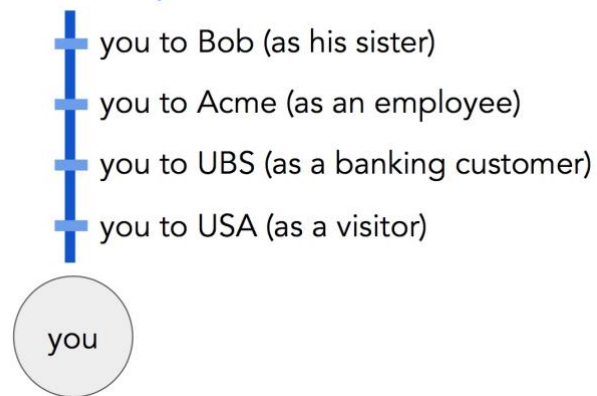 you to Bob (as his sister)
you to Acme (as an employee)
you to UBS (as a banking customer)
you to USA (as a visitor)
you